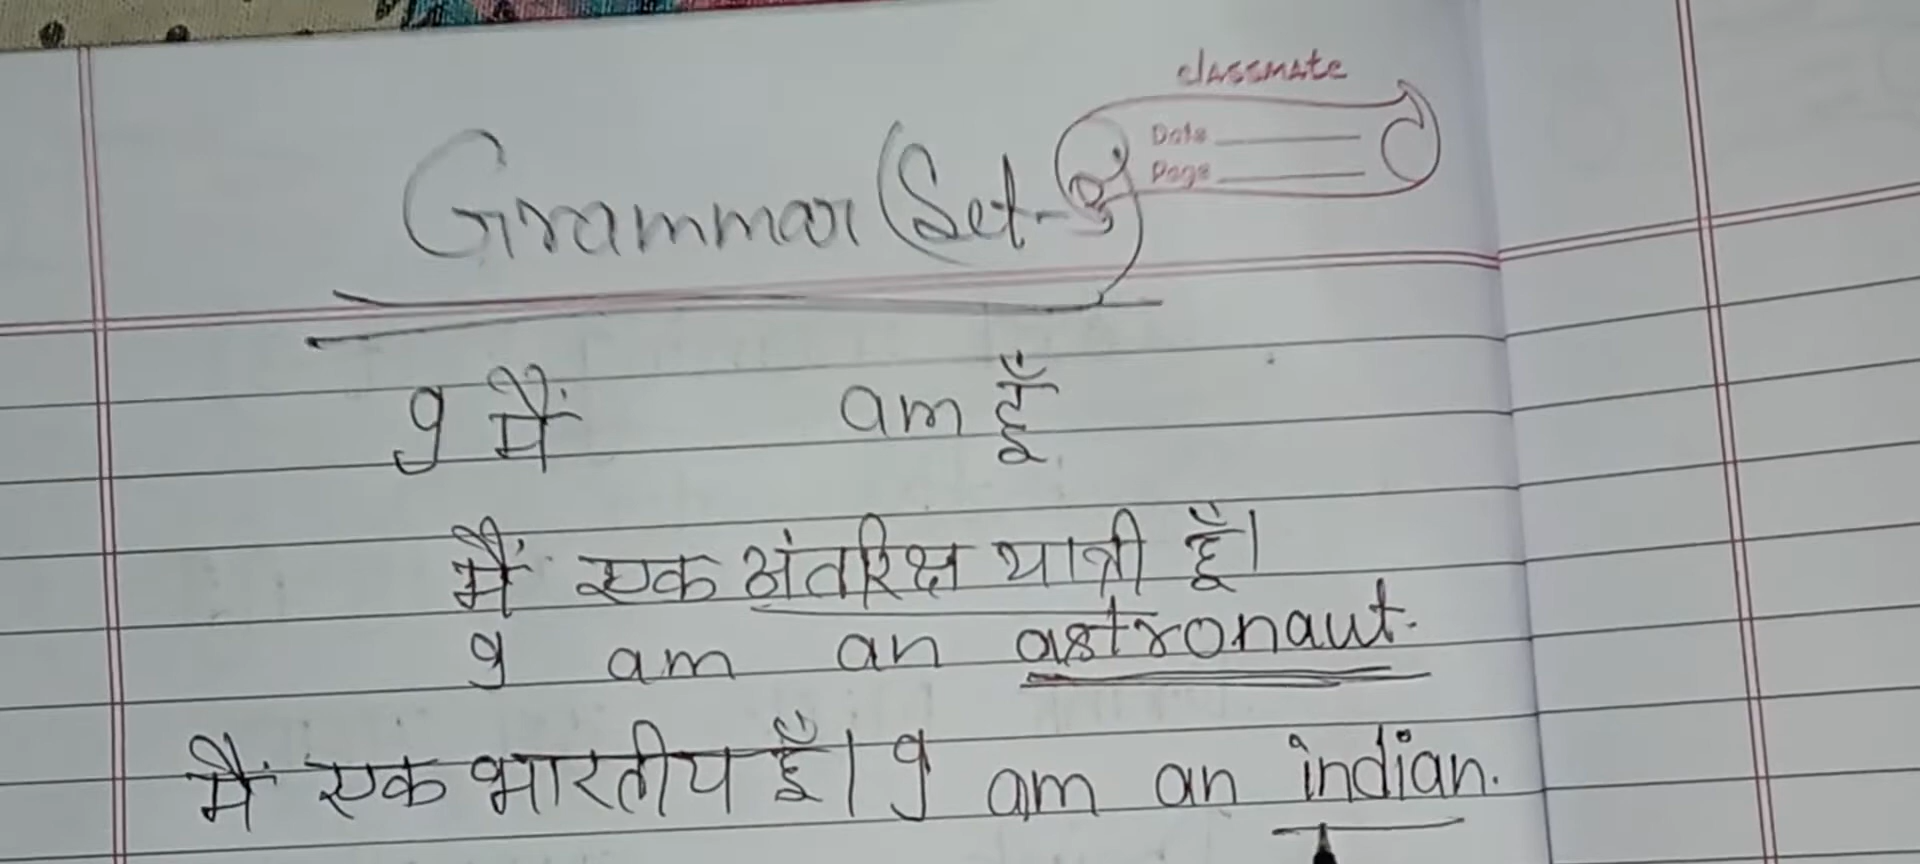 classmate
Date
Page
Grammar (Set-3)
I मैं am हूँ
मैं एक अंतरिक्ष यात्री हूँ।
I am an astronaut.
मैं एक भारतीय हूँ। I am an indian.